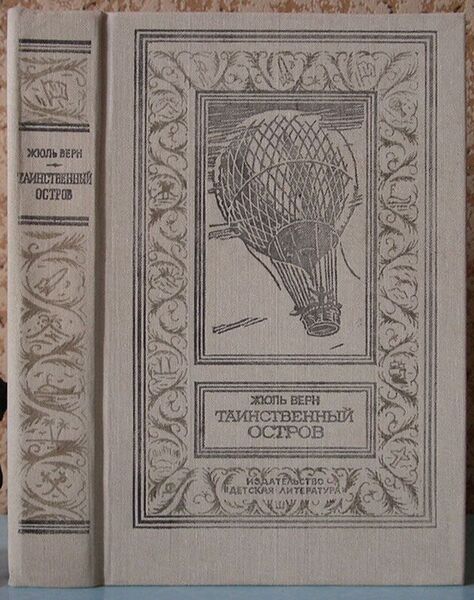 ЖЮЛЬ ВЕРН
ТАИНСТВЕННЫЙ
ОСТРОВ
ЖЮЛЬ ВЕРН
ТАИНСТВЕННЫЙ
ОСТРОВ
ИЗДАТЕЛЬСТВО
"ДЕТСКАЯ ЛИТЕРАТУРА"